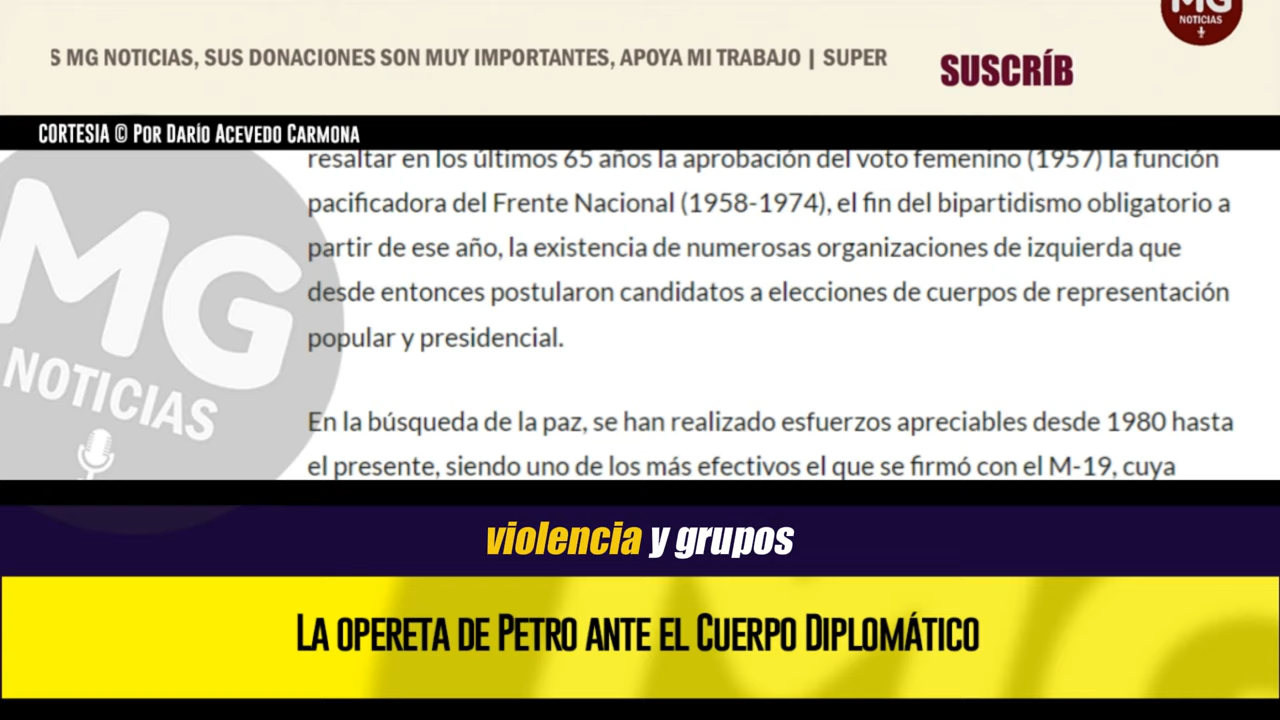 S MG NOTICIAS, SUS DONACIONES SON MUY IMPORTANTES, APOYA MI TRABAJO | SUPER
SUSCRÍB
MG
NOTICIAS
CORTESIA © POR DARÍO ACEVEDO CARMONA
resaltar en los últimos 65 años la aprobación del voto femenino (1957) la función
pacificadora del Frente Nacional (1958-1974), el fin del bipartidismo obligatorio a
partir de ese año, la existencia de numerosas organizaciones de izquierda que
desde entonces postularon candidatos a elecciones de cuerpos de representación
popular y presidencial.
En la búsqueda de la paz, se han realizado esfuerzos apreciables desde 1980 hasta
el presente, siendo uno de los más efectivos el que se firmó con el M-19, cuya
MG
NOTICIAS
violencia y grupos
LA OPERETA DE PETRO ANTE EL CUERPO DIPLOMÁTICO